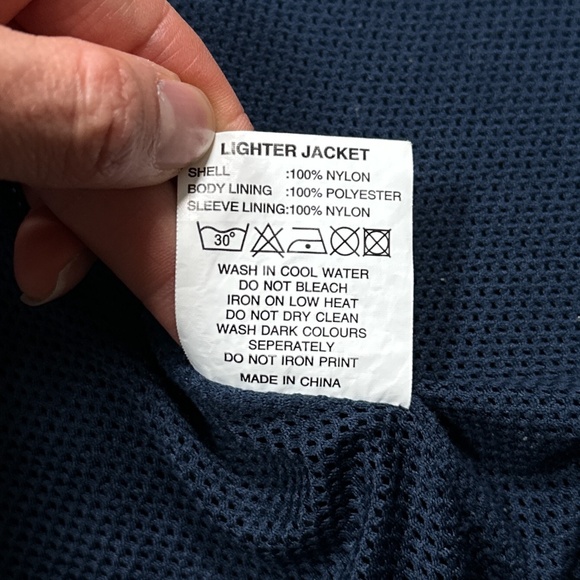 LIGHTER JACKET
SHELL :100% NYLON
BODY LINING :100% POLYESTER
SLEEVE LINING:100% NYLON
30°
WASH IN COOL WATER
DO NOT BLEACH
IRON ON LOW HEAT
DO NOT DRY CLEAN
WASH DARK COLOURS
SEPERATELY
DO NOT IRON PRINT
MADE IN CHINA